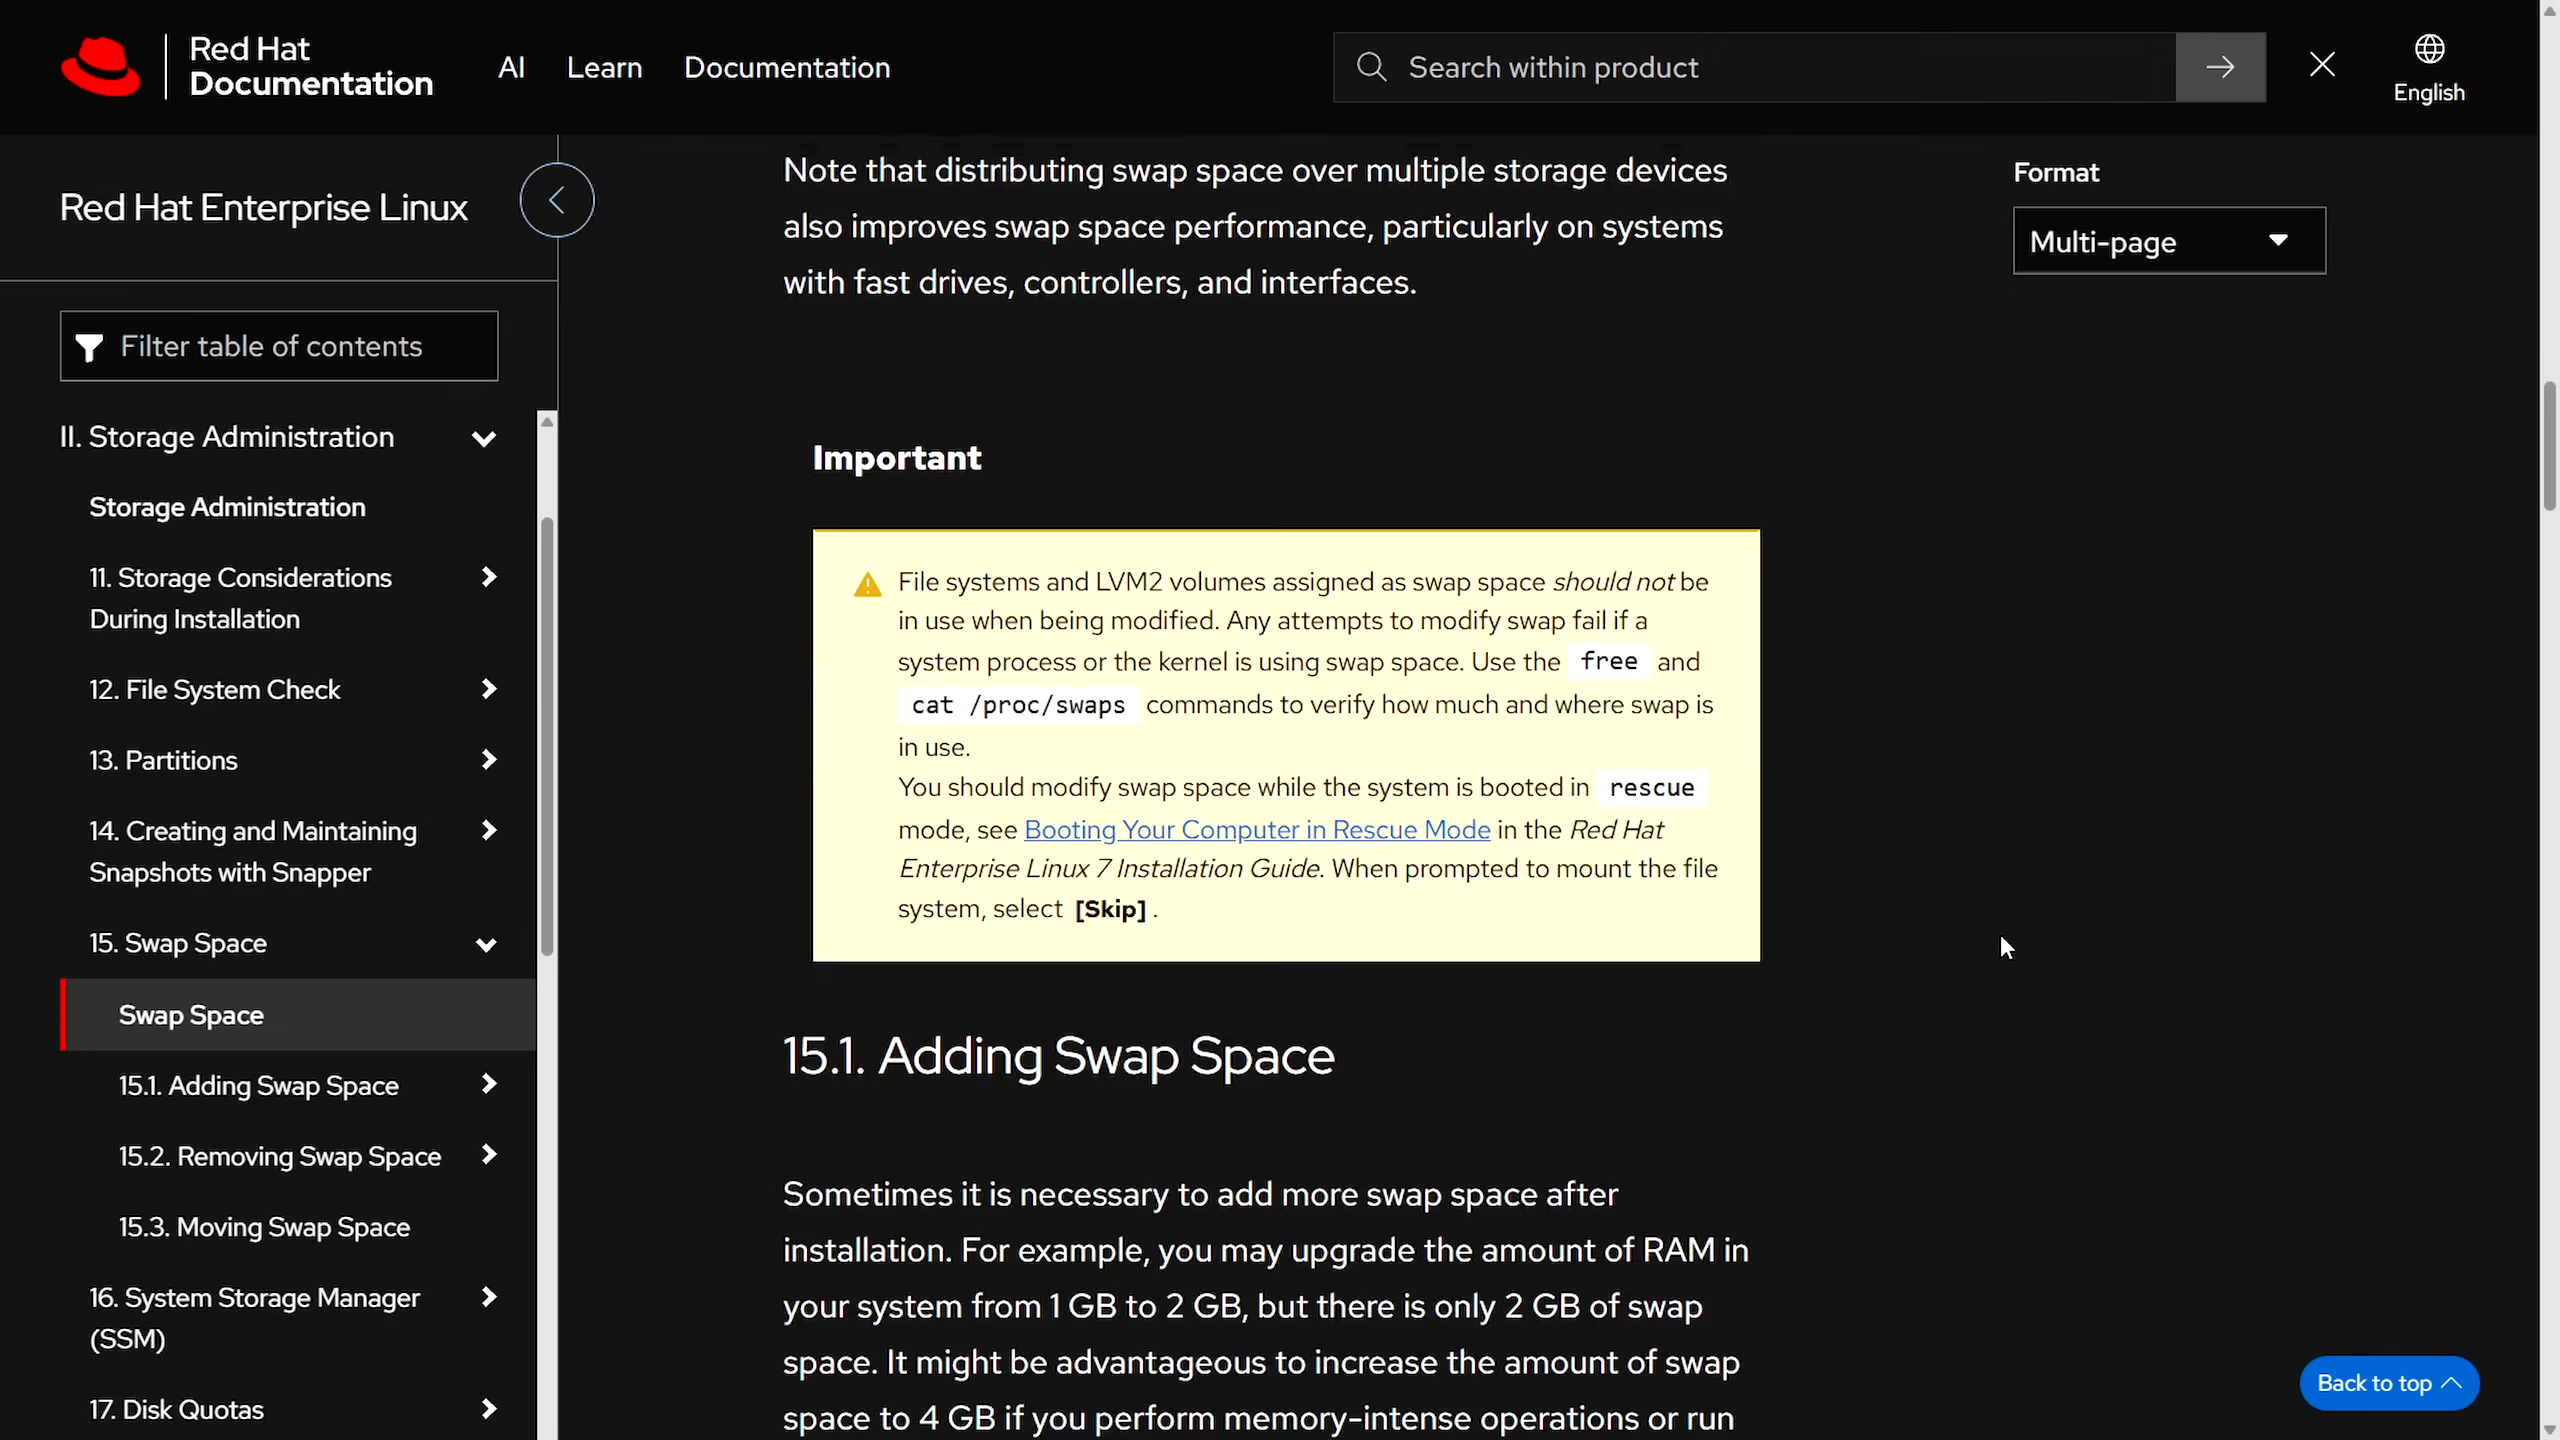 Red Hat
Documentation
AI
Learn
Documentation
Search within product
English
Red Hat Enterprise Linux
Filter table of contents
II. Storage Administration
Storage Administration
11. Storage Considerations
During Installation
12. File System Check
13. Partitions
14. Creating and Maintaining
Snapshots with Snapper
15. Swap Space
Swap Space
15.1. Adding Swap Space
15.2. Removing Swap Space
15.3. Moving Swap Space
16. System Storage Manager
(SSM)
17. Disk Quotas
Note that distributing swap space over multiple storage devices
also improves swap space performance, particularly on systems
with fast drives, controllers, and interfaces.
Important
File systems and LVM2 volumes assigned as swap space should not be
in use when being modified. Any attempts to modify swap fail if a
system process or the kernel is using swap space. Use the free and
cat /proc/swaps commands to verify how much and where swap is
in use.
You should modify swap space while the system is booted in rescue
mode, see Booting Your Computer in Rescue Mode in the Red Hat
Enterprise Linux 7 Installation Guide. When prompted to mount the file
system, select [Skip] .
15.1. Adding Swap Space
Sometimes it is necessary to add more swap space after
installation. For example, you may upgrade the amount of RAM in
your system from 1 GB to 2 GB, but there is only 2 GB of swap
space. It might be advantageous to increase the amount of swap
space to 4 GB if you perform memory-intense operations or run
Format
Multi-page
Back to top